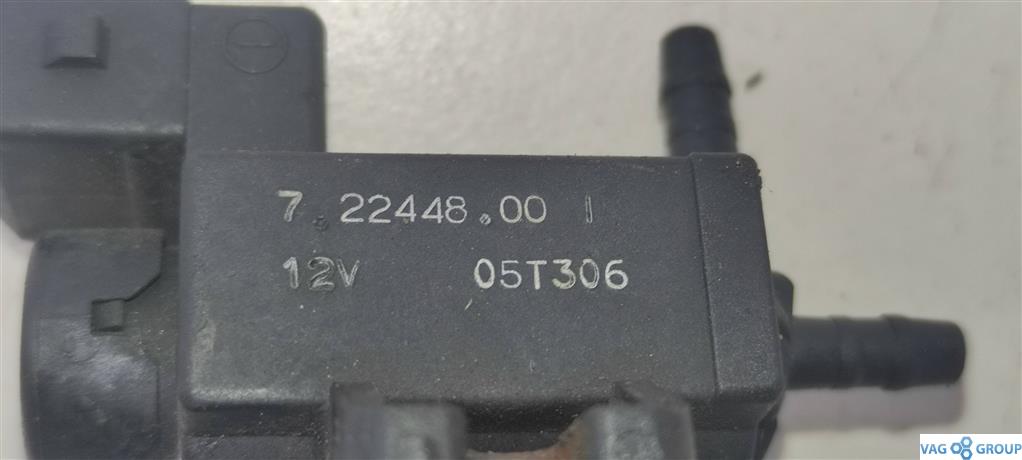 7.22448.00 I
12V 05T306
VAG GROUP